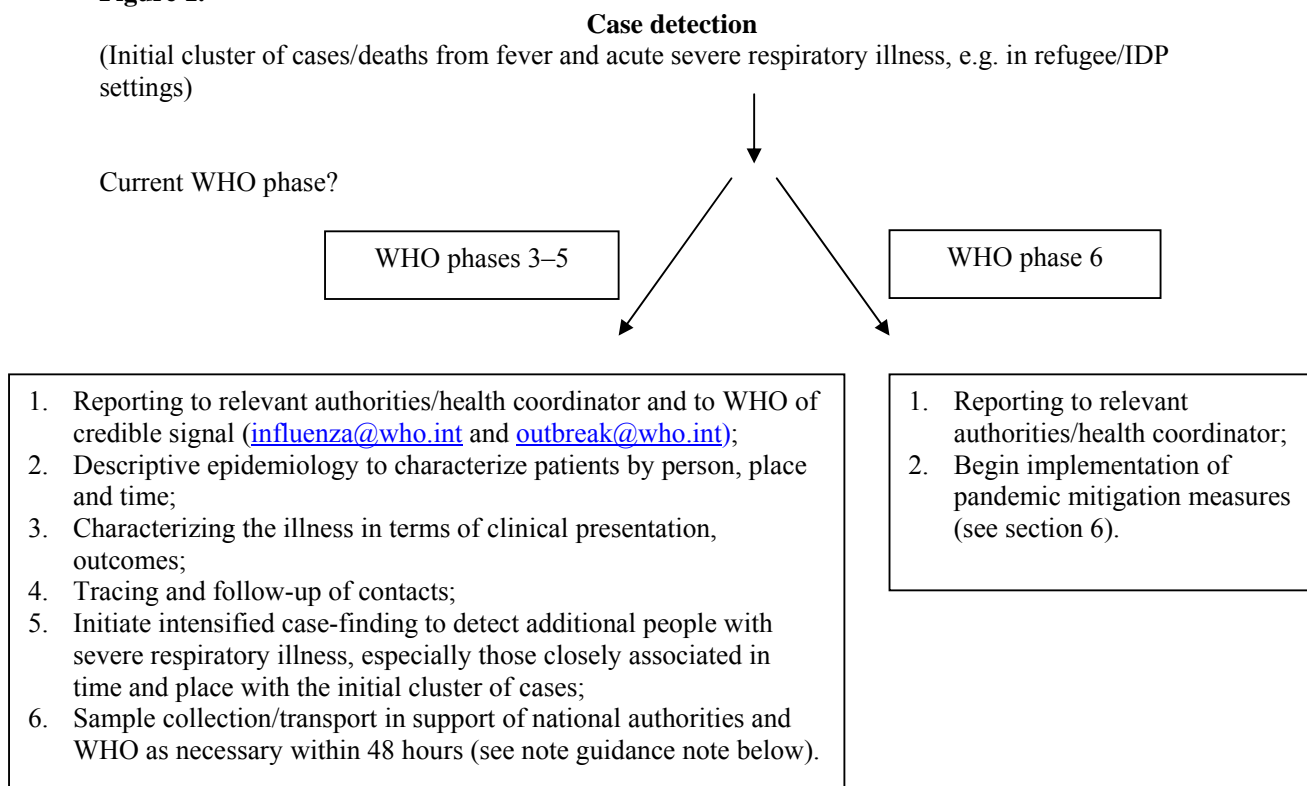 Case detection
(Initial cluster of cases/deaths from fever and acute severe respiratory illness, e.g. in refugee/IDP
settings)
Current WHO phase?
WHO phases 3–5
WHO phase 6
1. Reporting to relevant authorities/health coordinator and to WHO of
credible signal (influenza@who.int and outbreak@who.int);
2. Descriptive epidemiology to characterize patients by person, place
and time;
3. Characterizing the illness in terms of clinical presentation,
outcomes;
4. Tracing and follow-up of contacts;
5. Initiate intensified case-finding to detect additional people with
severe respiratory illness, especially those closely associated in
time and place with the initial cluster of cases;
6. Sample collection/transport in support of national authorities and
WHO as necessary within 48 hours (see note guidance note below).
1. Reporting to relevant
authorities/health coordinator;
2. Begin implementation of
pandemic mitigation measures
(see section 6).